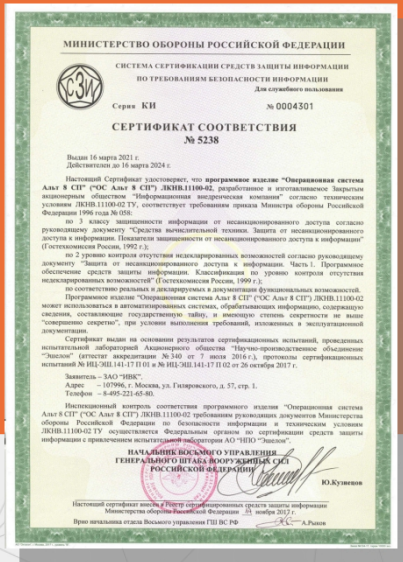 МИНИСТЕРСТВО ОБОРОНЫ РОССИЙСКОЙ ФЕДЕРАЦИИ
СЗИ
СИСТЕМА СЕРТИФИКАЦИИ СРЕДСТВ ЗАЩИТЫ ИНФОРМАЦИИ
ПО ТРЕБОВАНИЯМ БЕЗОПАСНОСТИ ИНФОРМАЦИИ
Для служебного пользования
Серия КИ № 0004301
СЕРТИФИКАТ СООТВЕТСТВИЯ
№ 5238
Выдан 16 марта 2021 г.
Действителен до 16 марта 2024 г.
Настоящий Сертификат удостоверяет, что программное изделие "Операционная система
Альт 8 СП" ("ОС Альт 8 СП") ЛКНВ.11100-02, разработанное и изготавливаемое Закрытым
акционерным обществом "Информационная внедренческая компания" согласно техническим
условиям ЛКНВ.11100-02 ТУ, соответствует требованиям приказа Министра обороны Российской
Федерации 1996 года № 058:
по 3 классу защищенности от несанкционированного доступа согласно
руководящему документу "Средства вычислительной техники. Защита от несанкционированного
доступа к информации. Показатели защищенности от несанкционированного доступа к информации"
(Гостехкомиссия России, 1992 г.);
по 2 уровню контроля отсутствия недекларированных возможностей согласно руководящему
документу "Защита от несанкционированного доступа к информации. Часть 1. Программное
обеспечение средств защиты информации. Классификация по уровню контроля отсутствия
недекларированных возможностей" (Гостехкомиссия России, 1999 г.);
по соответствию реальных и декларируемых в документации функциональных возможностей.
Программное изделие "Операционная система Альт 8 СП" ("ОС Альт 8 СП") ЛКНВ.11100-02
может использоваться в автоматизированных системах, обрабатывающих информацию, содержащую
сведения, составляющие государственную тайну, и имеющую степень секретности не выше
"совершенно секретно", при условии выполнения требований, изложенных в эксплуатационной
документации.
Сертификат выдан на основании результатов сертификационных испытаний, проведенных
испытательной лабораторией Акционерного общества "Научно-производственное объединение
"Эшелон" (аттестат аккредитации № 340 от 7 июля 2016 г.), протоколы сертификационных
испытаний № ИЦ-ЭШ.141-17 П 01 и № ИЦ-ЭШ.141-17 П 02 от 26 октября 2017 г.
Заявитель – ЗАО "ИВК".
Адрес – 107996, г. Москва, ул. Гиляровского, д. 57, стр. 1.
Телефон – 8-495-221-65-80.
Инспекционный контроль соответствия программного изделия "Операционная система
Альт 8 СП" ("ОС Альт 8 СП") ЛКНВ.11100-02 требованиям руководящих документов Министерства
обороны Российской Федерации по безопасности информации и техническим условиям
ЛКНВ.11100-02 ТУ осуществляется Федеральным органом по сертификации средств защиты
информации с привлечением испытательной лаборатории АО "НПО "Эшелон".
НАЧАЛЬНИК ВОСЬМОГО УПРАВЛЕНИЯ
ГЕНЕРАЛЬНОГО ШТАБА ВООРУЖЕННЫХ СИЛ
РОССИЙСКОЙ ФЕДЕРАЦИИ
Ю.Кузнецов
Настоящий сертификат внесен в Реестр сертифицированных средств защиты информации
Министерства обороны Российской Федерации ноября 2017 г.
Врио начальника отдела Восьмого управления ГШ ВС РФ А.Рынов